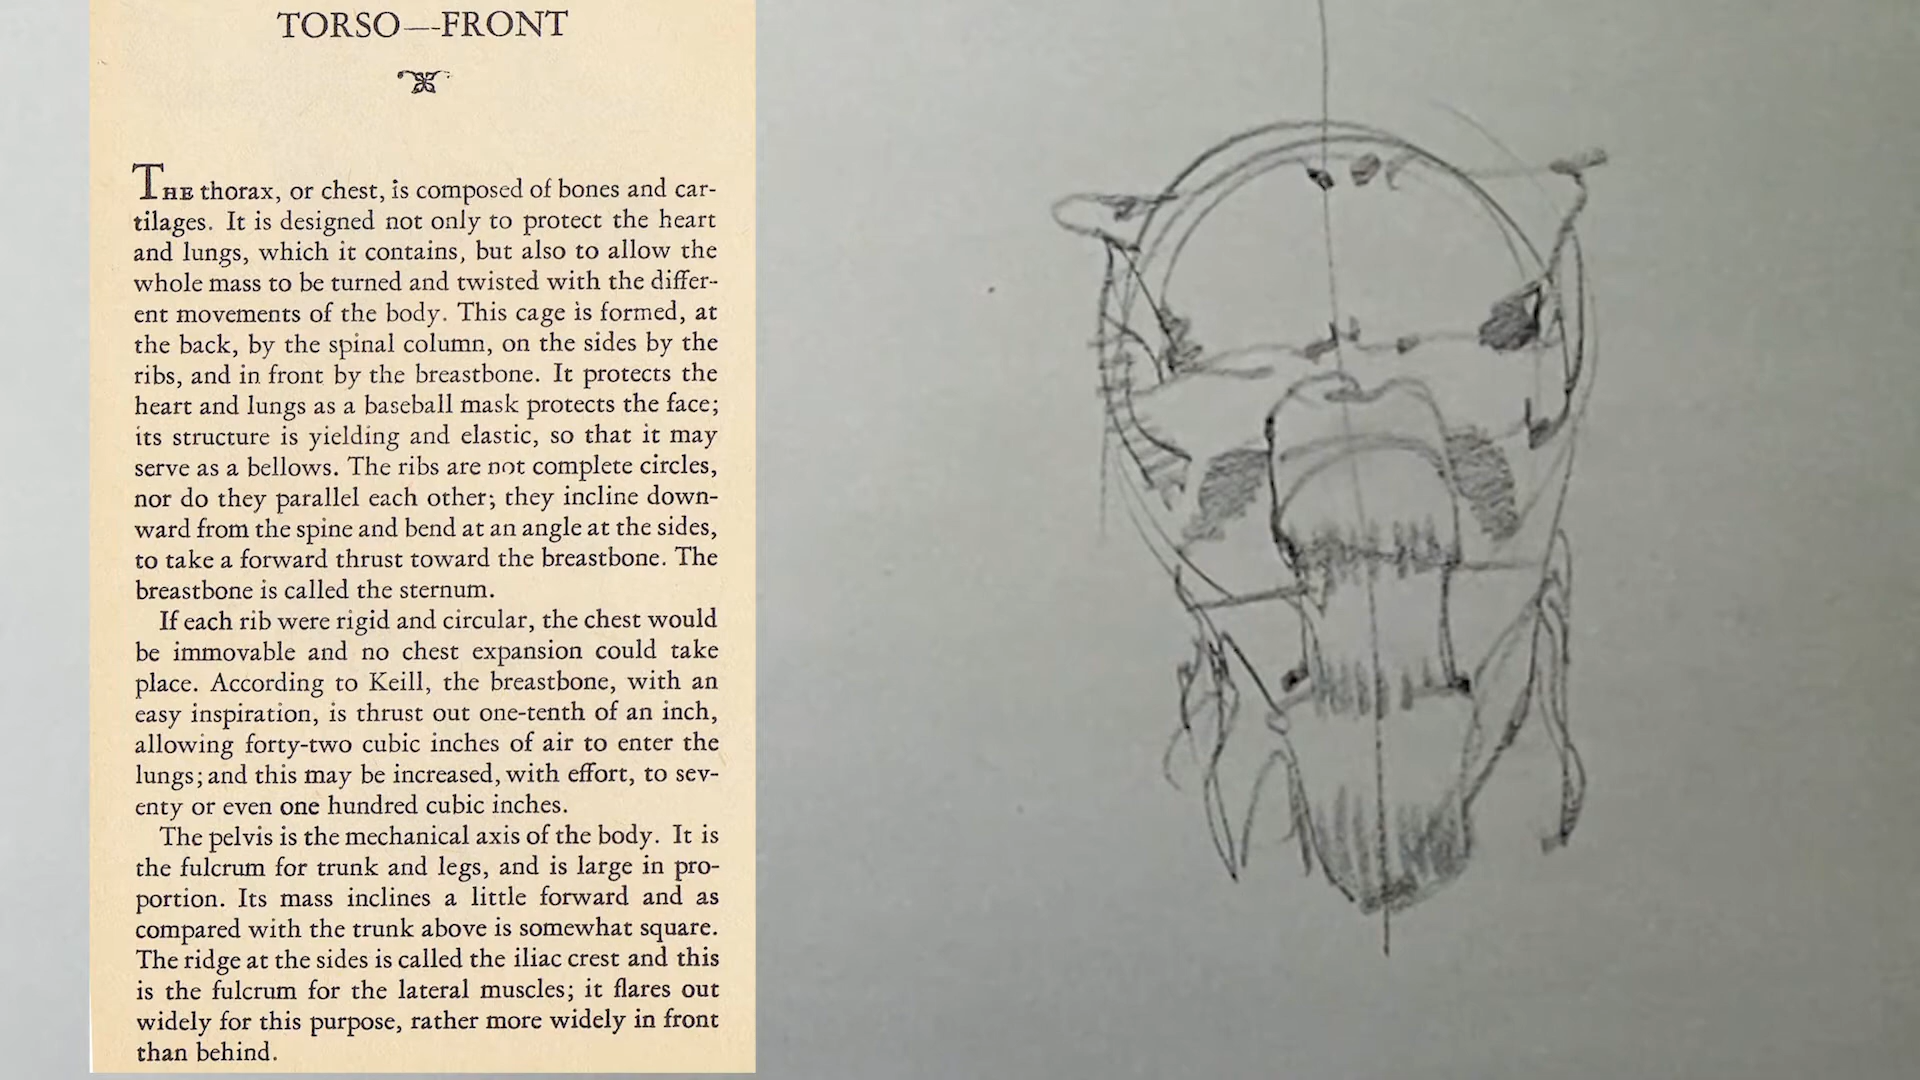 TORSO—FRONT
THE thorax, or chest, is composed of bones and car-
tilages. It is designed not only to protect the heart
and lungs, which it contains, but also to allow the
whole mass to be turned and twisted with the differ-
ent movements of the body. This cage is formed, at
the back, by the spinal column, on the sides by the
ribs, and in front by the breastbone. It protects the
heart and lungs as a baseball mask protects the face;
its structure is yielding and elastic, so that it may
serve as a bellows. The ribs are not complete circles,
nor do they parallel each other; they incline down-
ward from the spine and bend at an angle at the sides,
to take a forward thrust toward the breastbone. The
breastbone is called the sternum.
If each rib were rigid and circular, the chest would
be immovable and no chest expansion could take
place. According to Keill, the breastbone, with an
easy inspiration, is thrust out one-tenth of an inch,
allowing forty-two cubic inches of air to enter the
lungs; and this may be increased, with effort, to sev-
enty or even one hundred cubic inches.
The pelvis is the mechanical axis of the body. It is
the fulcrum for trunk and legs, and is large in pro-
portion. Its mass inclines a little forward and as
compared with the trunk above is somewhat square.
The ridge at the sides is called the iliac crest and this
is the fulcrum for the lateral muscles; it flares out
widely for this purpose, rather more widely in front
than behind.